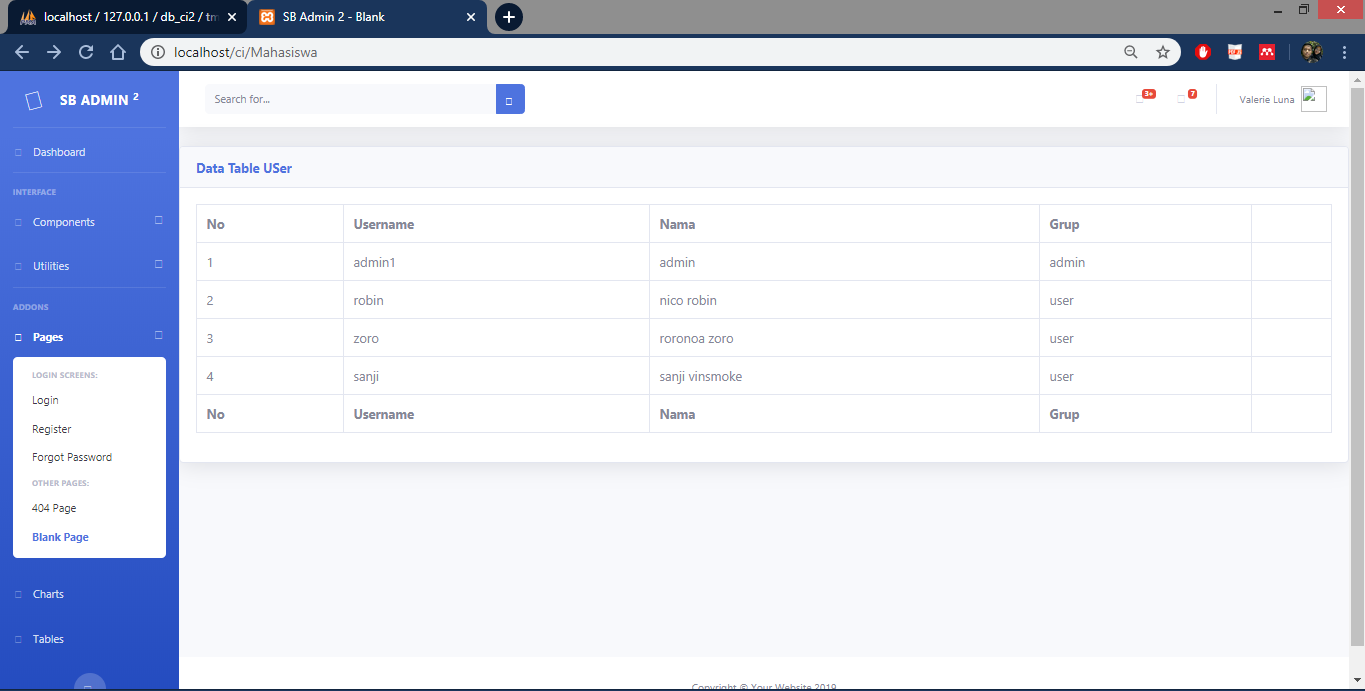 localhost / 127.0.0.1 / db_ci2 / tm
SB Admin 2 - Blank
localhost/ci/Mahasiswa
SB ADMIN 2
Search for...
3+
7
Valerie Luna
Dashboard
INTERFACE
Components
Utilities
ADDONS
Pages
LOGIN SCREENS:
Login
Register
Forgot Password
OTHER PAGES:
404 Page
Blank Page
Charts
Tables
Data Table USer
No Username Nama Grup
1 admin1 admin admin
2 robin nico robin user
3 zoro roronoa zoro user
4 sanji sanji vinsmoke user
No Username Nama Grup
Copyright © Your Website 2019